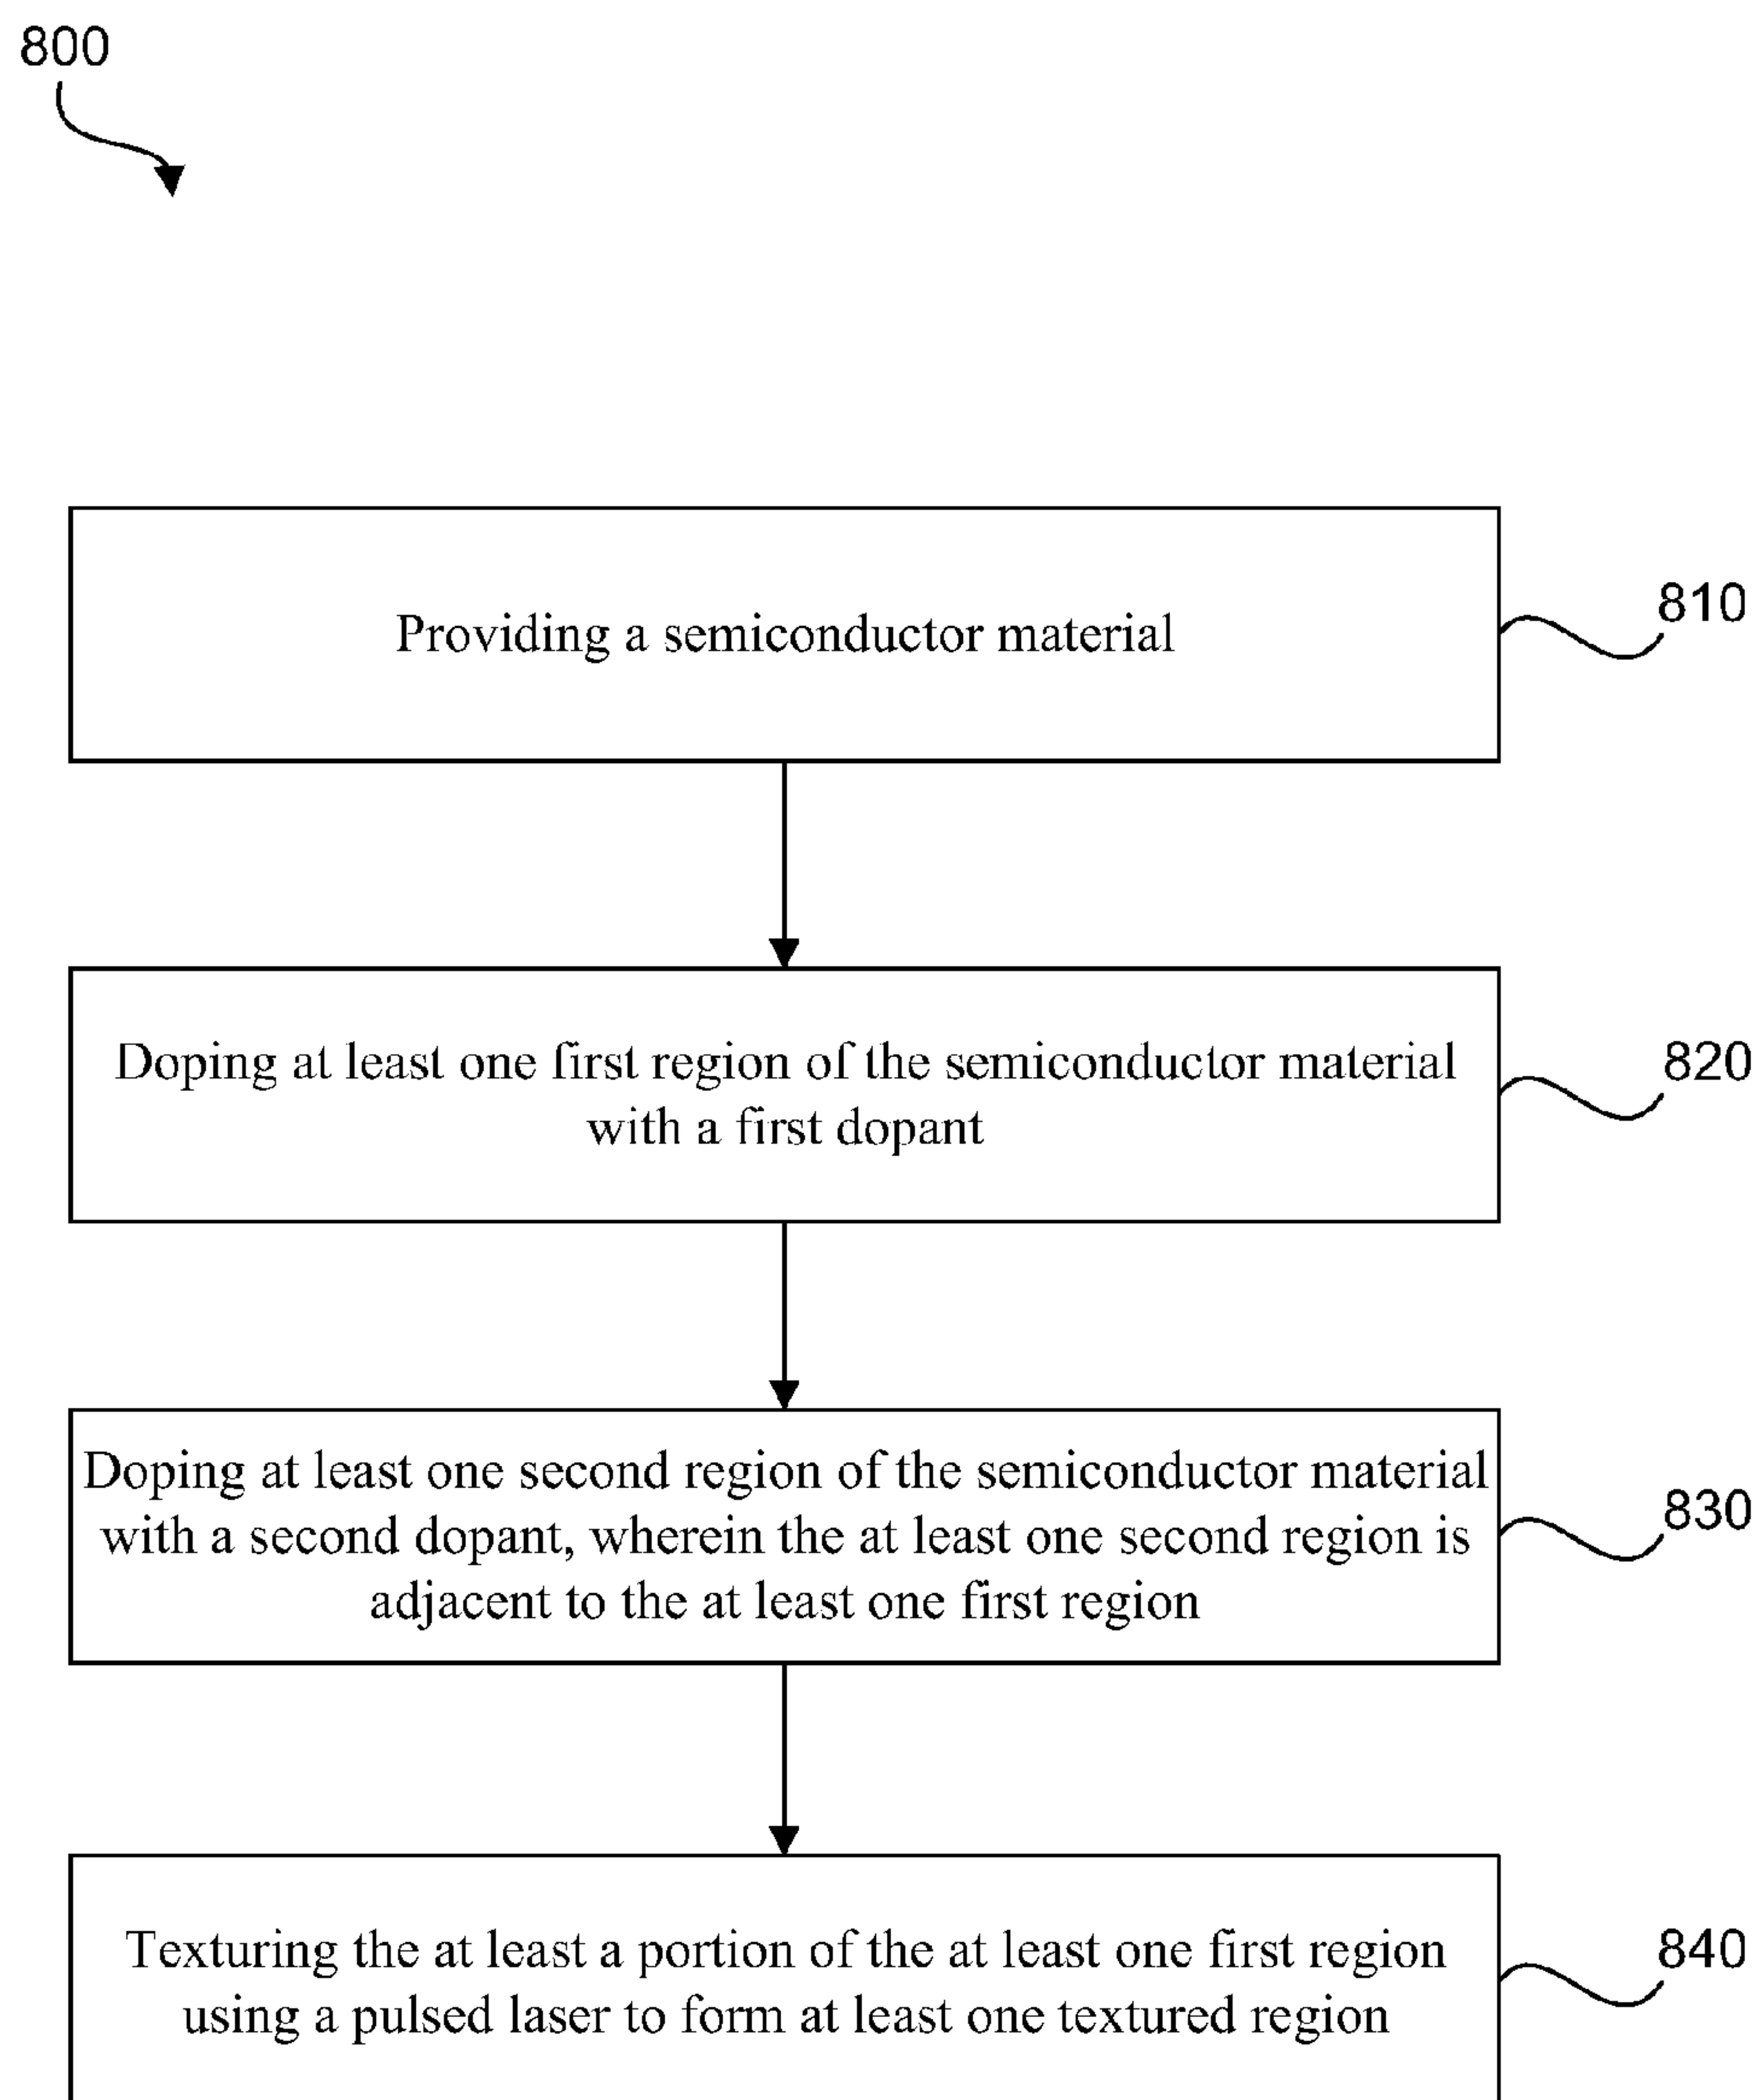 800
Providing a semiconductor material
810
Doping at least one first region of the semiconductor material
with a first dopant
820
Doping at least one second region of the semiconductor material
with a second dopant, wherein the at least one second region is
adjacent to the at least one first region
830
Texturing the at least a portion of the at least one first region
using a pulsed laser to form at least one textured region
840